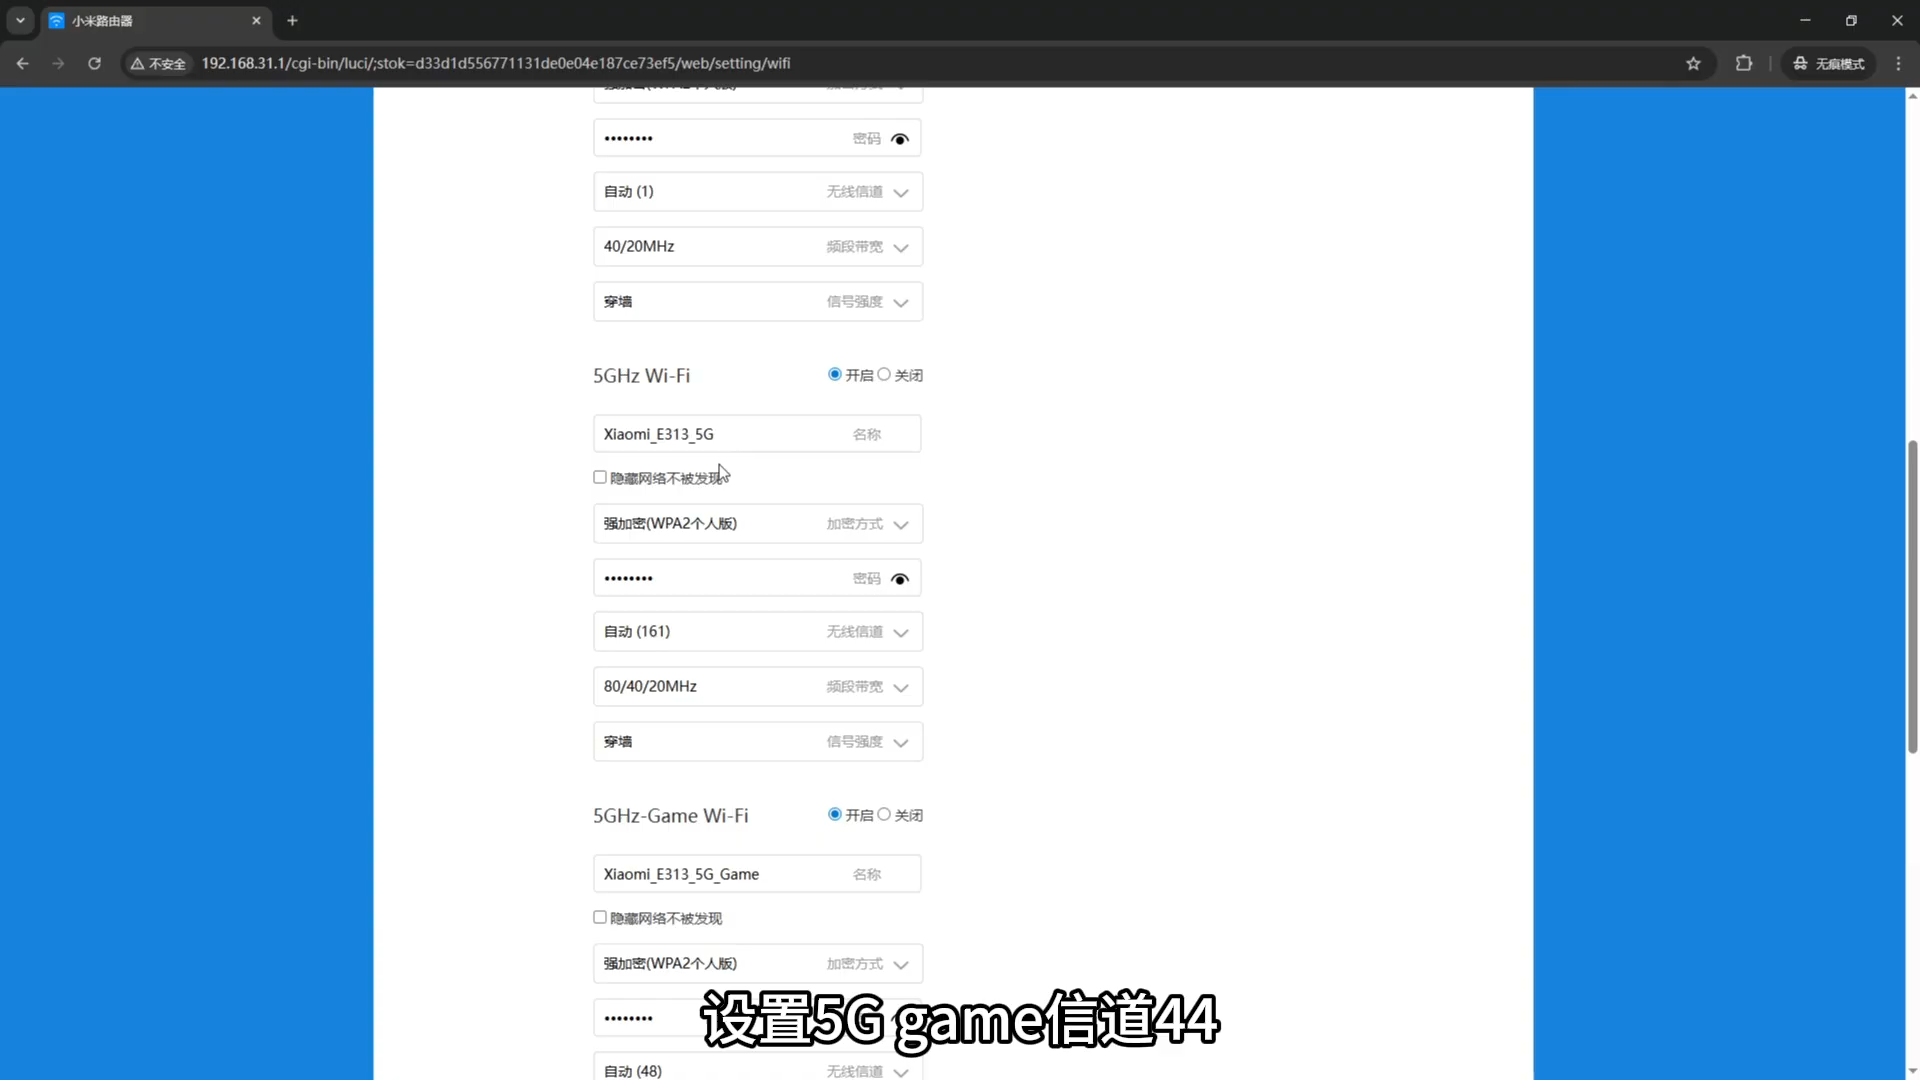 小米路由器
不安全
192.168.31.1/cgi-bin/luci/;stok=d33d1d556771131de0e04e187ce73ef5/web/setting/wifi
无痕模式
•••••••• 密码
自动 (1) 无线信道
40/20MHz 频段带宽
穿墙 信号强度
5GHz Wi-Fi 开启 关闭
Xiaomi_E313_5G 名称
隐藏网络不被发现
强加密(WPA2个人版) 加密方式
•••••••• 密码
自动 (161) 无线信道
80/40/20MHz 频段带宽
穿墙 信号强度
5GHz-Game Wi-Fi 开启 关闭
Xiaomi_E313_5G_Game 名称
隐藏网络不被发现
强加密(WPA2个人版) 加密方式
••••••••
设置5G game信道44
自动 (48) 无线信道